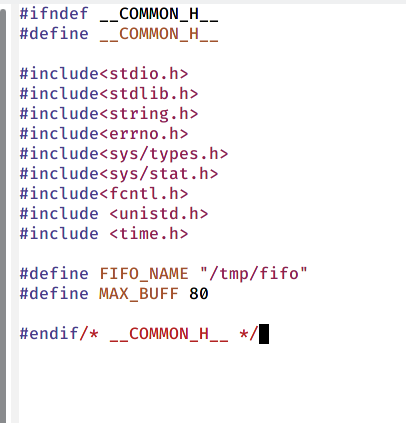 #ifndef __COMMON_H__
#define __COMMON_H__
#include<stdio.h>
#include<stdlib.h>
#include<string.h>
#include<errno.h>
#include<sys/types.h>
#include<sys/stat.h>
#include<fcntl.h>
#include <unistd.h>
#include <time.h>
#define FIFO_NAME "/tmp/fifo"
#define MAX_BUFF 80
#endif/* __COMMON_H__ */